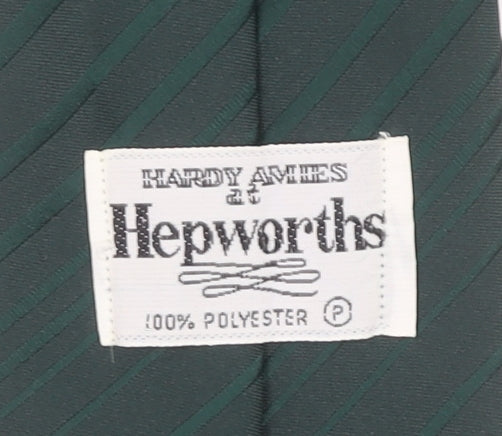 HARDY AMIES
at
Hepworths
100% POLYESTER P